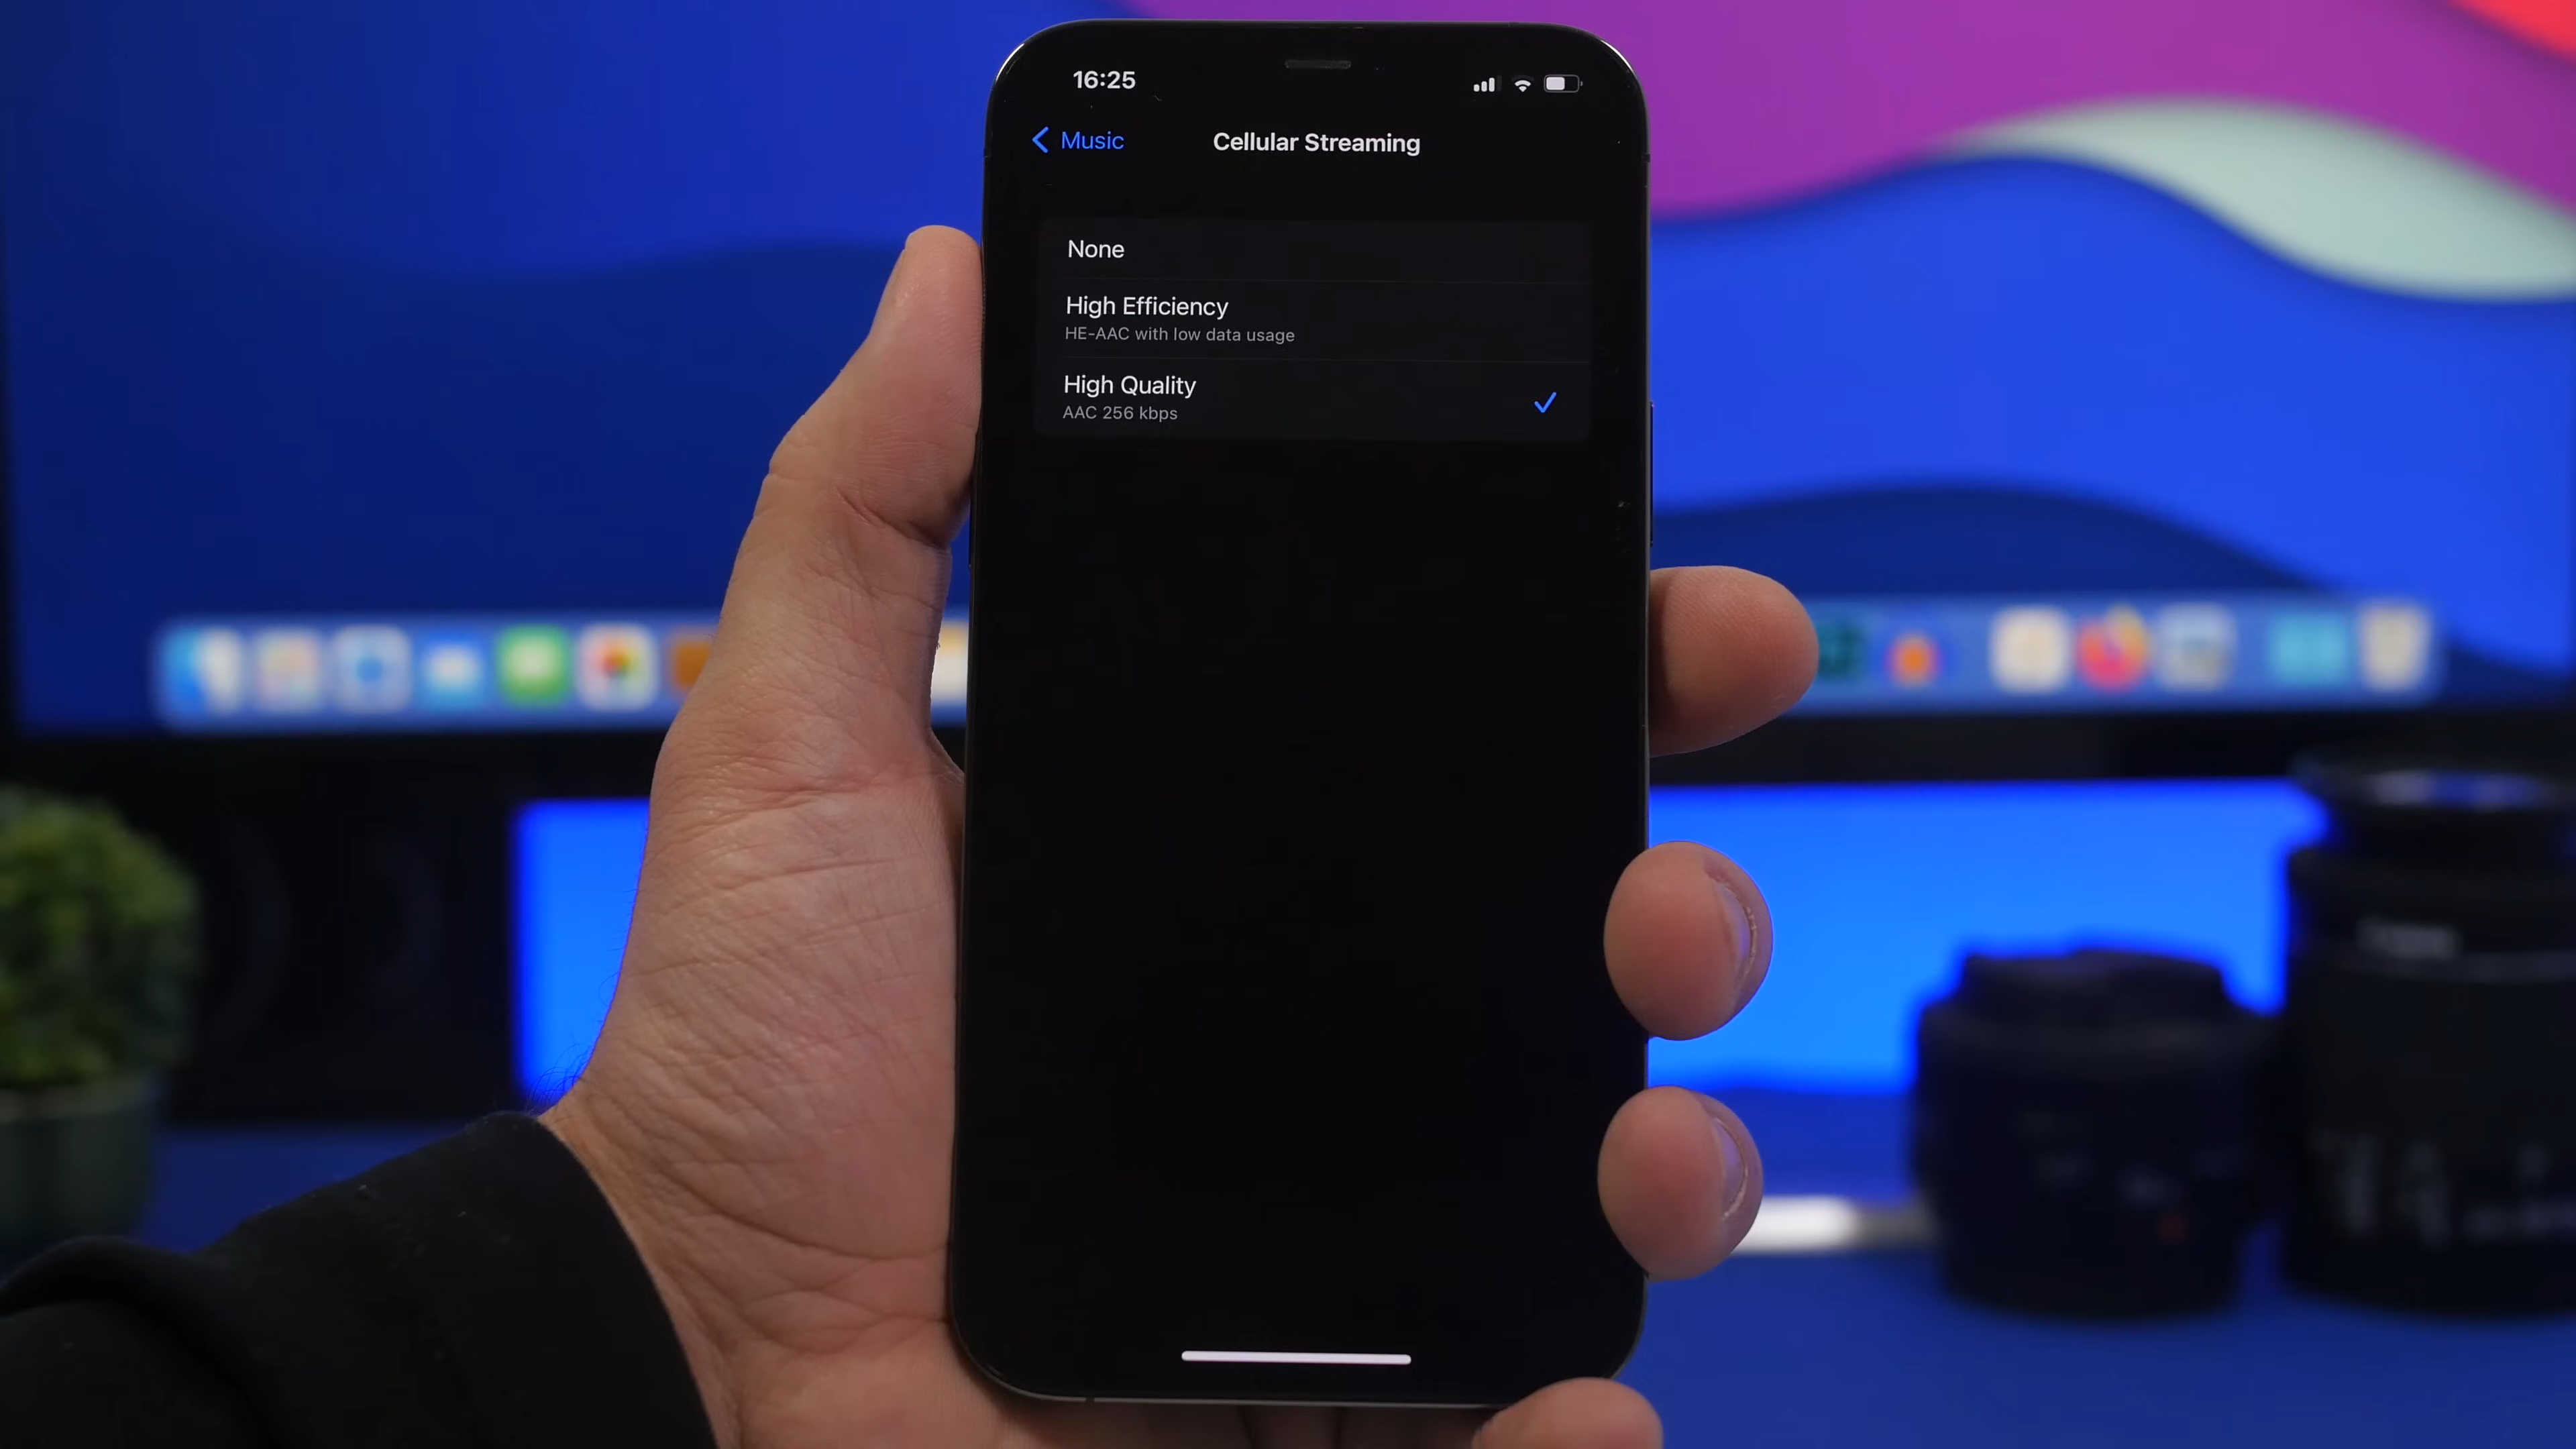 16:25
Music
Cellular Streaming
None
High Efficiency
HE-AAC with low data usage
High Quality
AAC 256 kbps